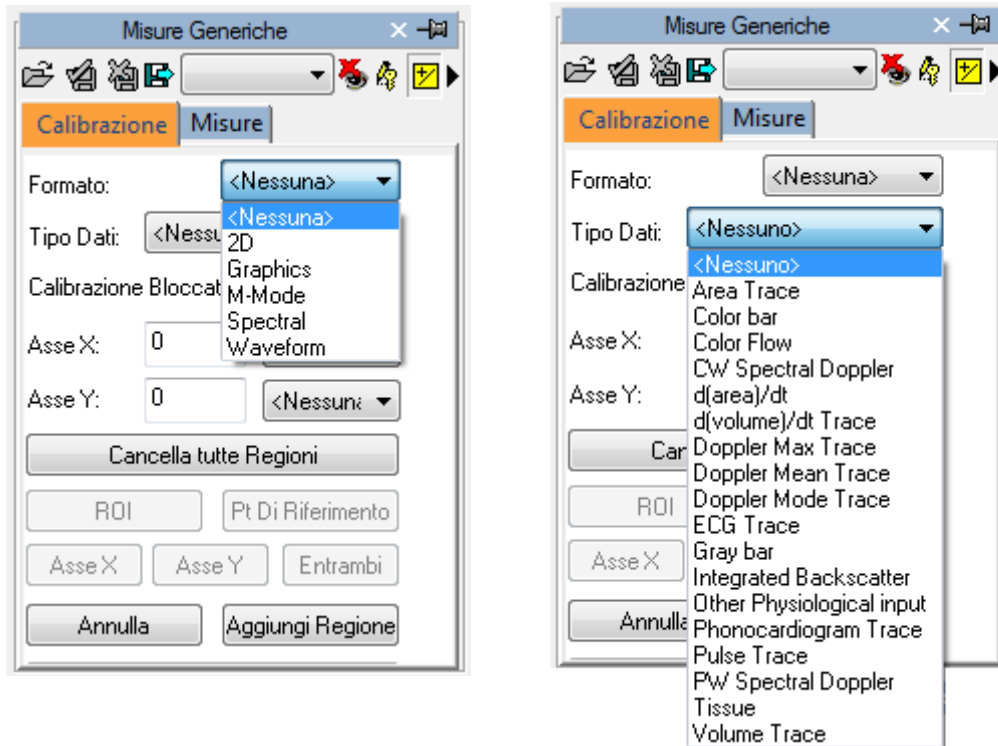 Misure Generiche
Calibrazione Misure
Formato: <Nessuna>
<Nessuna>
2D
Graphics
M-Mode
Spectral
Waveform
Tipo Dati: <Nessu
Calibrazione Bloccat
Asse X: 0
Asse Y: 0 <Nessuna
Cancella tutte Regioni
ROI Pt Di Riferimento
Asse X Asse Y Entrambi
Annulla Aggiungi Regione
Misure Generiche
Calibrazione Misure
Formato: <Nessuna>
Tipo Dati: <Nessuno>
<Nessuno>
Area Trace
Color bar
Color Flow
CW Spectral Doppler
d(area)/dt
d(volume)/dt Trace
Doppler Max Trace
Doppler Mean Trace
Doppler Mode Trace
ECG Trace
Gray bar
Integrated Backscatter
Other Physiological input
Phonocardiogram Trace
Pulse Trace
PW Spectral Doppler
Tissue
Volume Trace
Calibrazione
Asse X:
Asse Y:
Can
ROI
Asse X
Annulla